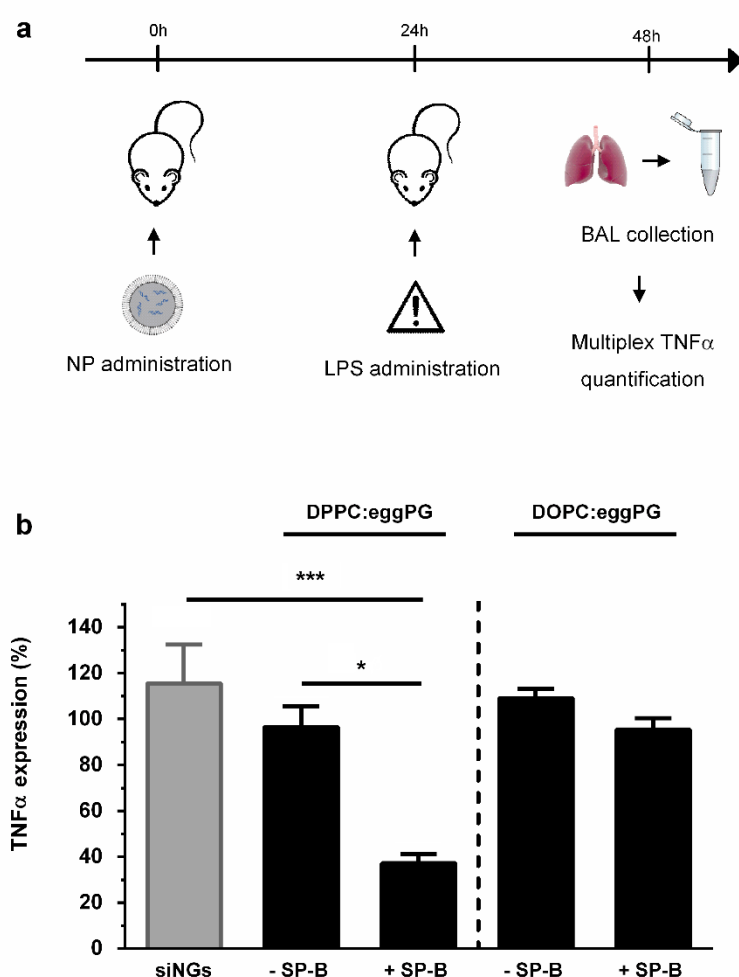 a
0h 24h 48h
BAL collection
NP administration
LPS administration
Multiplex TNFα
quantification
b
DPPC:eggPG DOPC:eggPG
***
*
TNFα expression (%)
140
120
100
80
60
40
20
0
siNGs - SP-B + SP-B - SP-B + SP-B